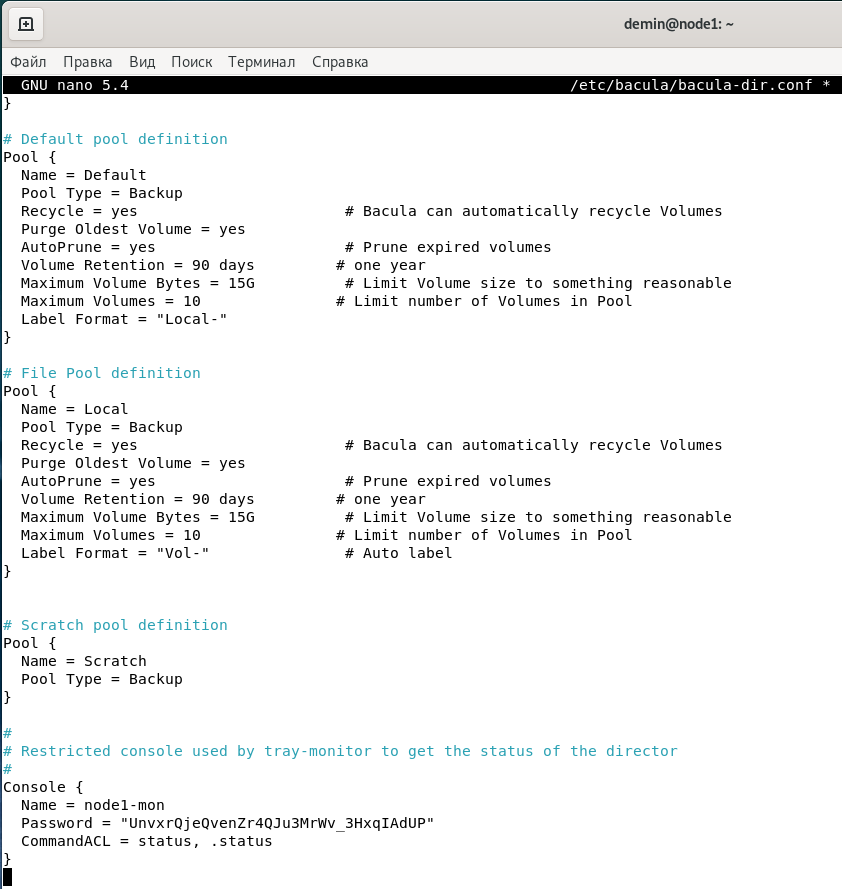 demin@node1: ~
Файл Правка Вид Поиск Терминал Справка
GNU nano 5.4 /etc/bacula/bacula-dir.conf *
}
# Default pool definition
Pool {
  Name = Default
  Pool Type = Backup
  Recycle = yes                       # Bacula can automatically recycle Volumes
  Purge Oldest Volume = yes
  AutoPrune = yes                     # Prune expired volumes
  Volume Retention = 90 days         # one year
  Maximum Volume Bytes = 15G          # Limit Volume size to something reasonable
  Maximum Volumes = 10               # Limit number of Volumes in Pool
  Label Format = "Local-"
}
# File Pool definition
Pool {
  Name = Local
  Pool Type = Backup
  Recycle = yes                       # Bacula can automatically recycle Volumes
  Purge Oldest Volume = yes
  AutoPrune = yes                     # Prune expired volumes
  Volume Retention = 90 days         # one year
  Maximum Volume Bytes = 15G          # Limit Volume size to something reasonable
  Maximum Volumes = 10               # Limit number of Volumes in Pool
  Label Format = "Vol-"               # Auto label
}
# Scratch pool definition
Pool {
  Name = Scratch
  Pool Type = Backup
}
#
# Restricted console used by tray-monitor to get the status of the director
#
Console {
  Name = node1-mon
  Password = "UnvxrQjeQvenZr4QJu3MrWv_3HxqIAdUP"
  CommandACL = status, .status
}